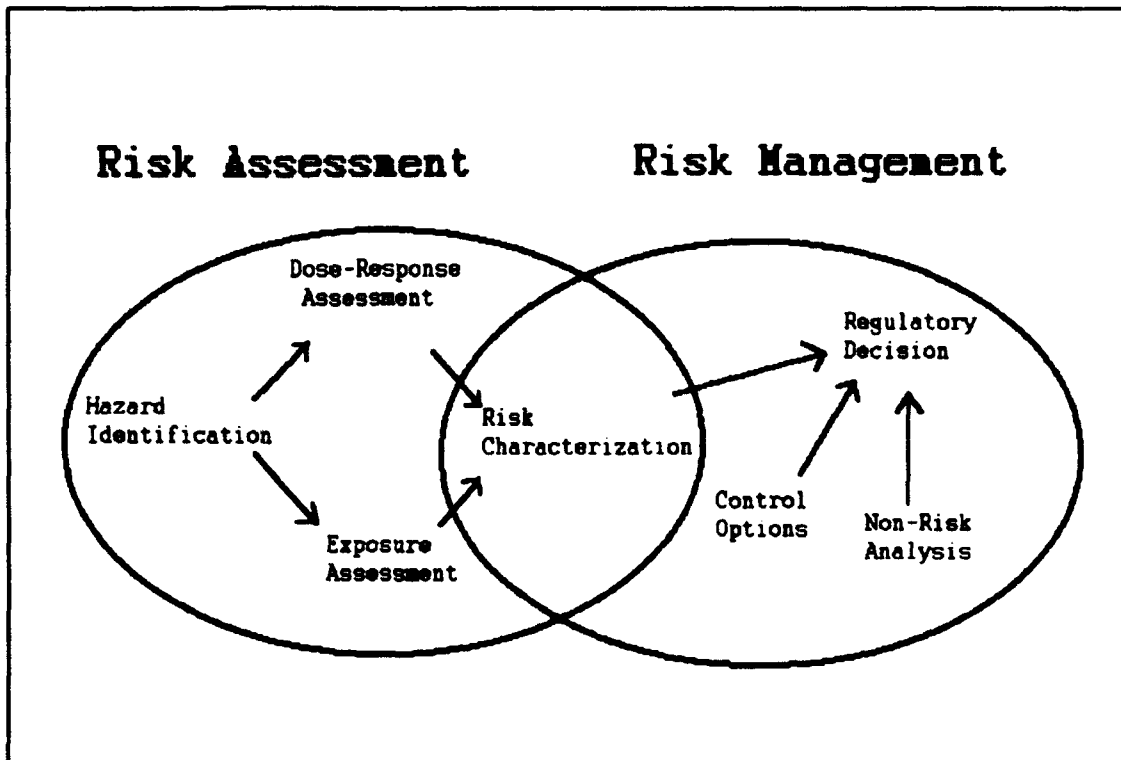 Risk Assessment
Risk Management
Dose-Response
Assessment
Hazard
Identification
Exposure
Assessment
Risk
Characterization
Regulatory
Decision
Control
Options
Non-Risk
Analysis